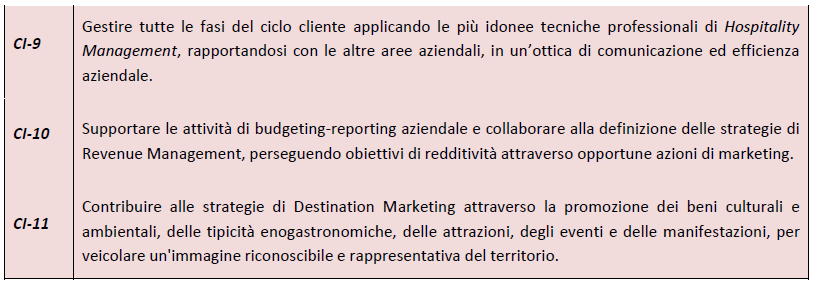 CI-9
Gestire tutte le fasi del ciclo cliente applicando le più idonee tecniche professionali di Hospitality
Management, rapportandosi con le altre aree aziendali, in un’ottica di comunicazione ed efficienza
aziendale.
CI-10
Supportare le attività di budgeting-reporting aziendale e collaborare alla definizione delle strategie di
Revenue Management, perseguendo obiettivi di redditività attraverso opportune azioni di marketing.
CI-11
Contribuire alle strategie di Destination Marketing attraverso la promozione dei beni culturali e
ambientali, delle tipicità enogastronomiche, delle attrazioni, degli eventi e delle manifestazioni, per
veicolare un'immagine riconoscibile e rappresentativa del territorio.